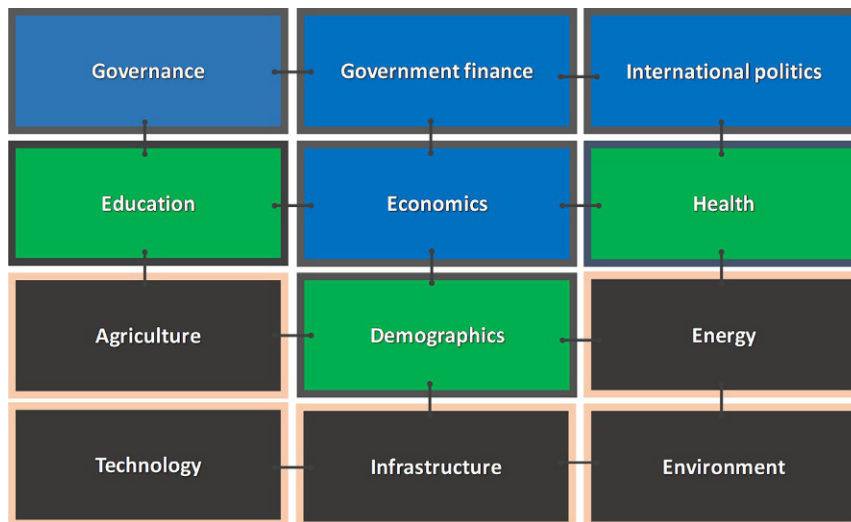 Governance
Government finance
International politics
Education
Economics
Health
Agriculture
Demographics
Energy
Technology
Infrastructure
Environment